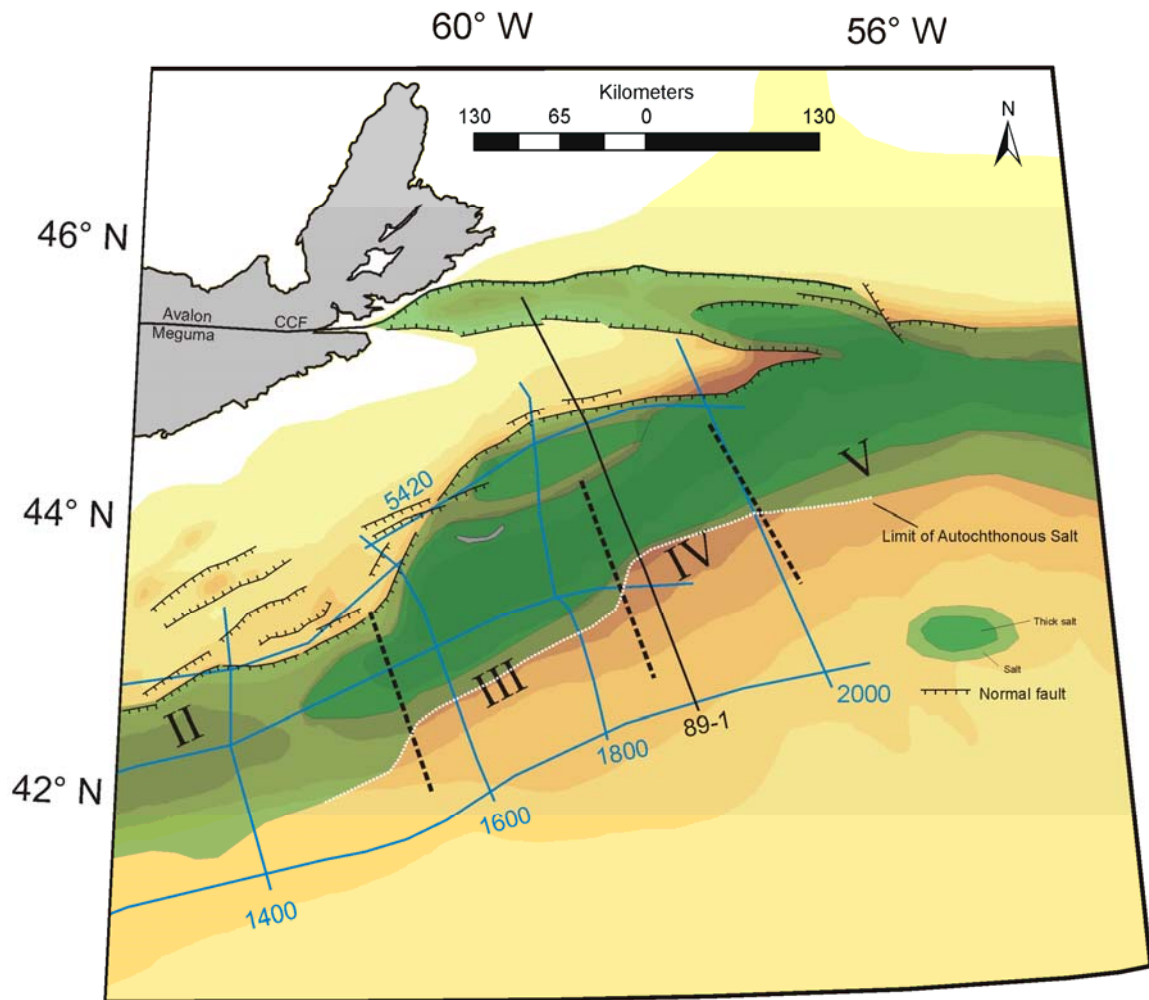 60° W
56° W
Kilometers
130 65 0 130
N
46° N
Avalon
CCF
Meguma
5420
44° N
V
Limit of Autochthonous Salt
IV
Thick salt
Salt
III
2000
Normal fault
II
89-1
1800
42° N
1600
1400